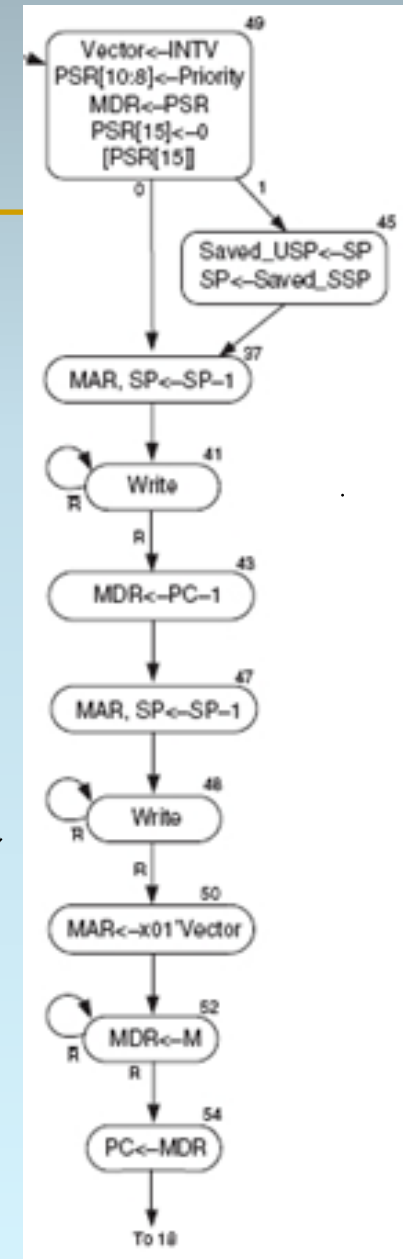 49
Vector<–INTV
PSR[10:8]<–Priority
MDR<–PSR
PSR[15]<–0
[PSR[15]]
0
1
45
Saved_USP<–SP
SP<–Saved_SSP
37
MAR, SP<–SP–1
41
Write
R̅
R
43
MDR<–PC–1
47
MAR, SP<–SP–1
48
Write
R̅
R
50
MAR<–x01'Vector
52
MDR<–M
R̅
R
54
PC<–MDR
To 18